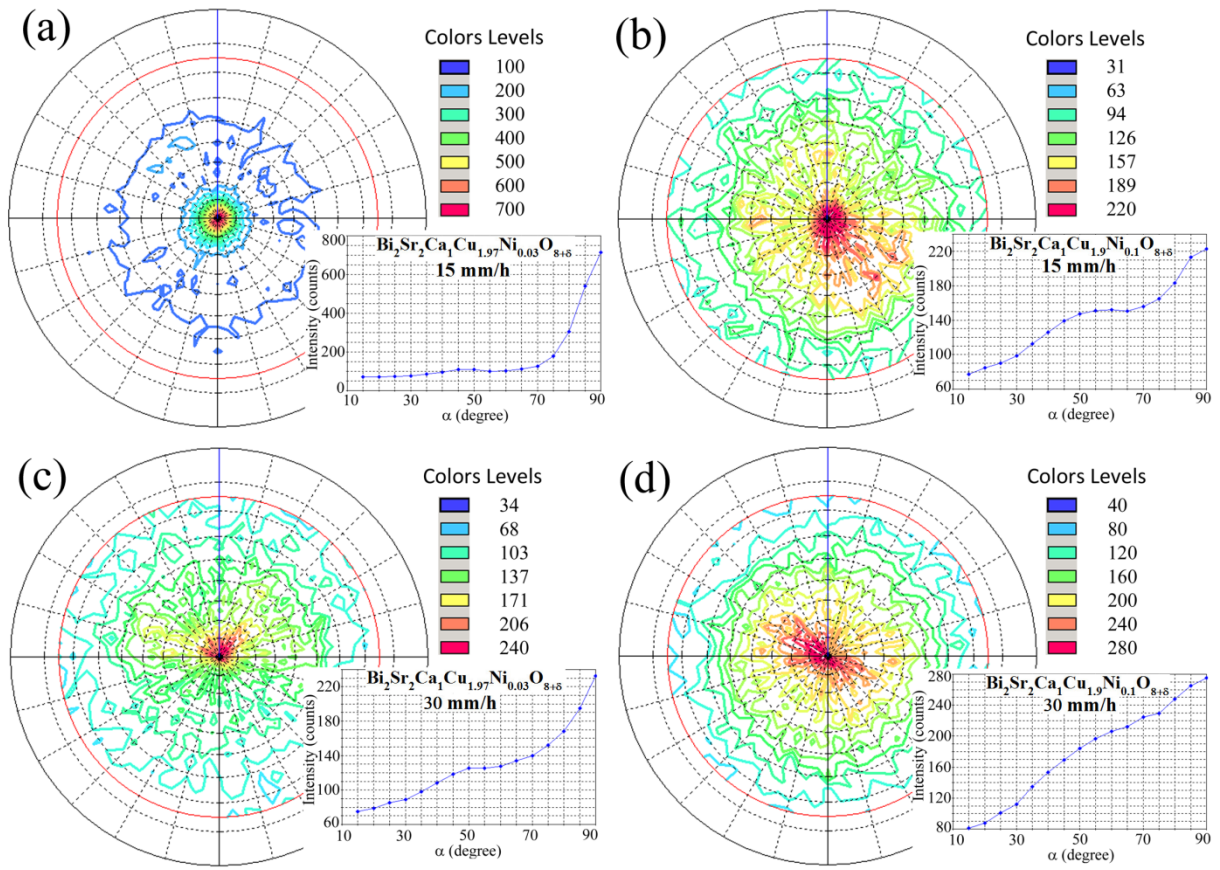 (a)
Colors Levels
100
200
300
400
500
600
700
Bi₂Sr₂Ca₁Cu₁.₉₇Ni₀.₀₃O₈₊δ
15 mm/h
Intensity (counts)
800
600
400
200
0
10 30 50 70 90
α (degree)
(b)
Colors Levels
31
63
94
126
157
189
220
Bi₂Sr₂Ca₁Cu₁.₉Ni₀.₁O₈₊δ
15 mm/h
Intensity (counts)
220
180
140
100
60
10 30 50 70 90
α (degree)
(c)
Colors Levels
34
68
103
137
171
206
240
Bi₂Sr₂Ca₁Cu₁.₉₇Ni₀.₀₃O₈₊δ
30 mm/h
Intensity (counts)
220
180
140
100
60
10 30 50 70 90
α (degree)
(d)
Colors Levels
40
80
120
160
200
240
280
Bi₂Sr₂Ca₁Cu₁.₉Ni₀.₁O₈₊δ
30 mm/h
Intensity (counts)
280
240
200
160
120
80
10 30 50 70 90
α (degree)